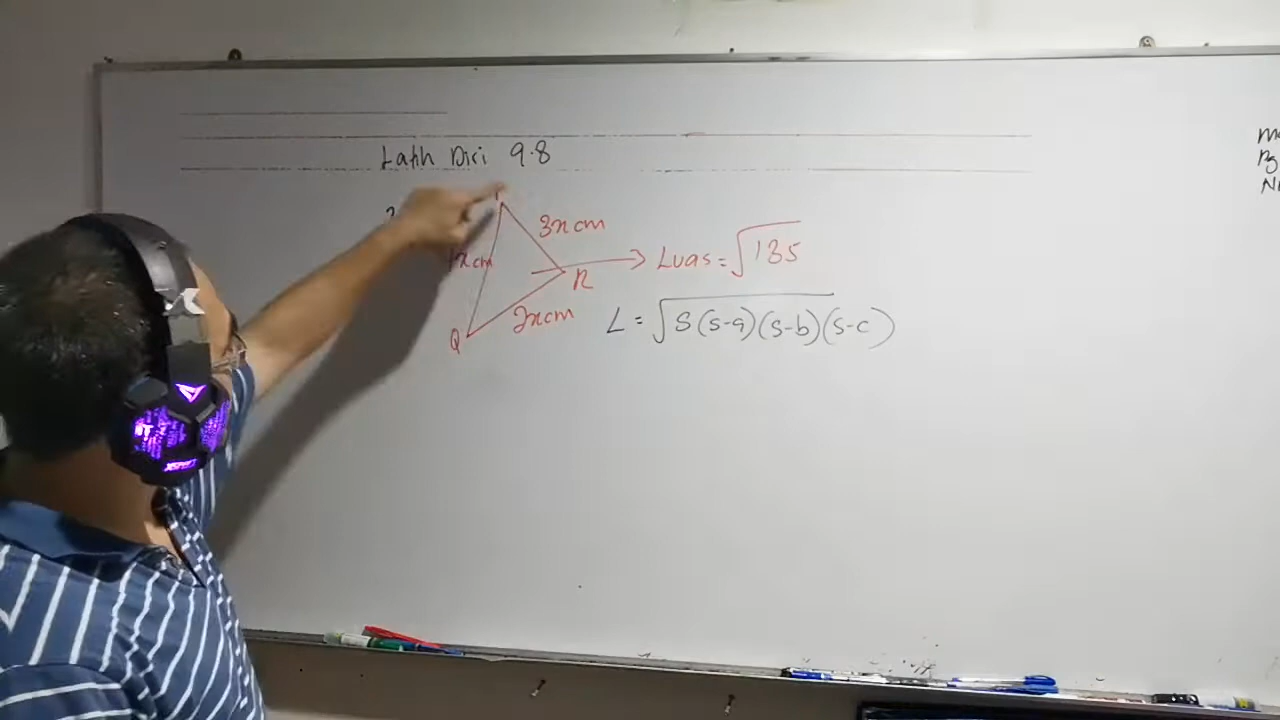 Latih Diri 9.8
3x cm
x cm
Luas = √135
R
2x cm
L = √S(s-a)(s-b)(s-c)
Q